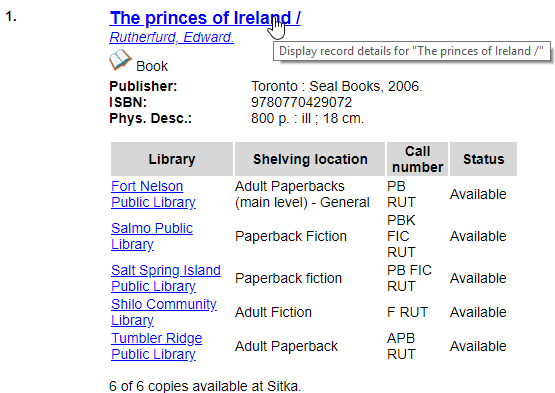 1.
The princes of Ireland /
Rutherfurd, Edward.
Display record details for "The princes of Ireland /"
Book
Publisher: Toronto : Seal Books, 2006.
ISBN: 9780770429072
Phys. Desc.: 800 p. : ill ; 18 cm.
Library Shelving location Call number Status
Fort Nelson Public Library Adult Paperbacks (main level) - General PB RUT Available
Salmo Public Library Paperback Fiction PBK FIC RUT Available
Salt Spring Island Public Library Paperback fiction PB FIC RUT Available
Shilo Community Library Adult Fiction F RUT Available
Tumbler Ridge Public Library Adult Paperback APB RUT Available
6 of 6 copies available at Sitka.